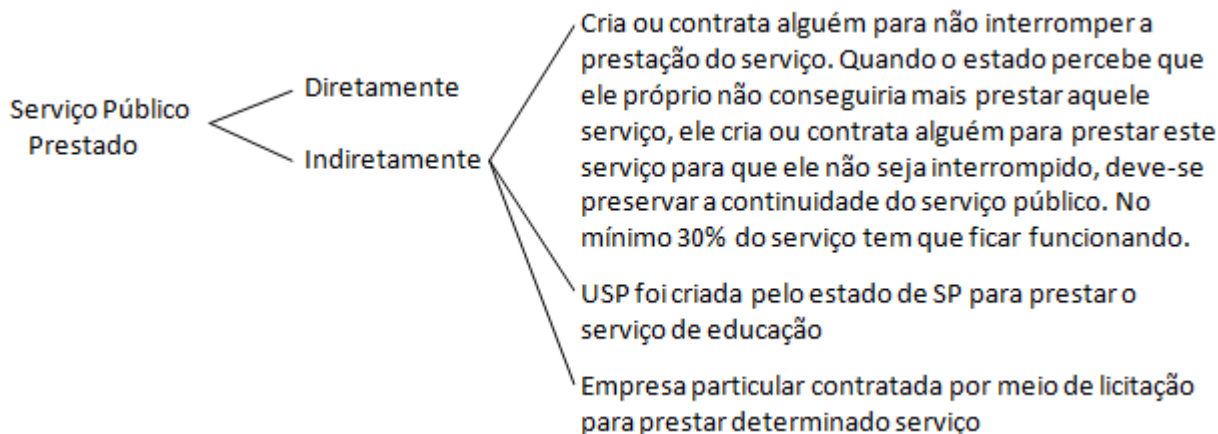 Serviço Público
Prestado
Diretamente
Indiretamente
Cria ou contrata alguém para não interromper a
prestação do serviço. Quando o estado percebe que
ele próprio não conseguiria mais prestar aquele
serviço, ele cria ou contrata alguém para prestar este
serviço para que ele não seja interrompido, deve-se
preservar a continuidade do serviço público. No
mínimo 30% do serviço tem que ficar funcionando.
USP foi criada pelo estado de SP para prestar o
serviço de educação
Empresa particular contratada por meio de licitação
para prestar determinado serviço